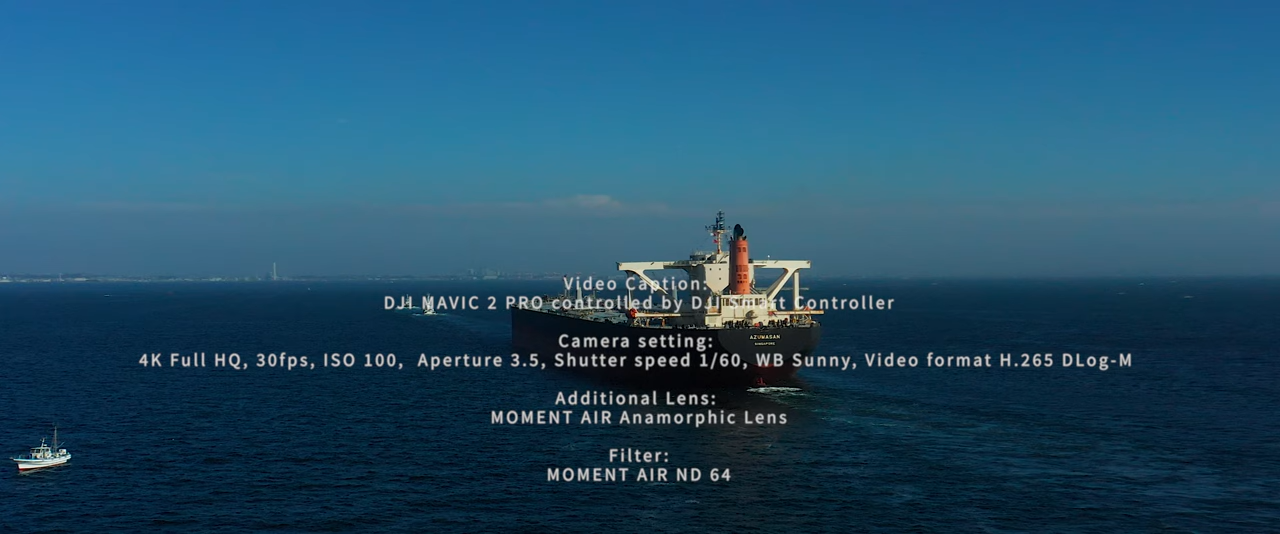 Video Caption:
DJI MAVIC 2 PRO controlled by DJI Smart Controller
Camera setting:
4K Full HQ, 30fps, ISO 100, Aperture 3.5, Shutter speed 1/60, WB Sunny, Video format H.265 DLog-M
AZUMASAN
SINGAPORE
Additional Lens:
MOMENT AIR Anamorphic Lens
Filter:
MOMENT AIR ND 64